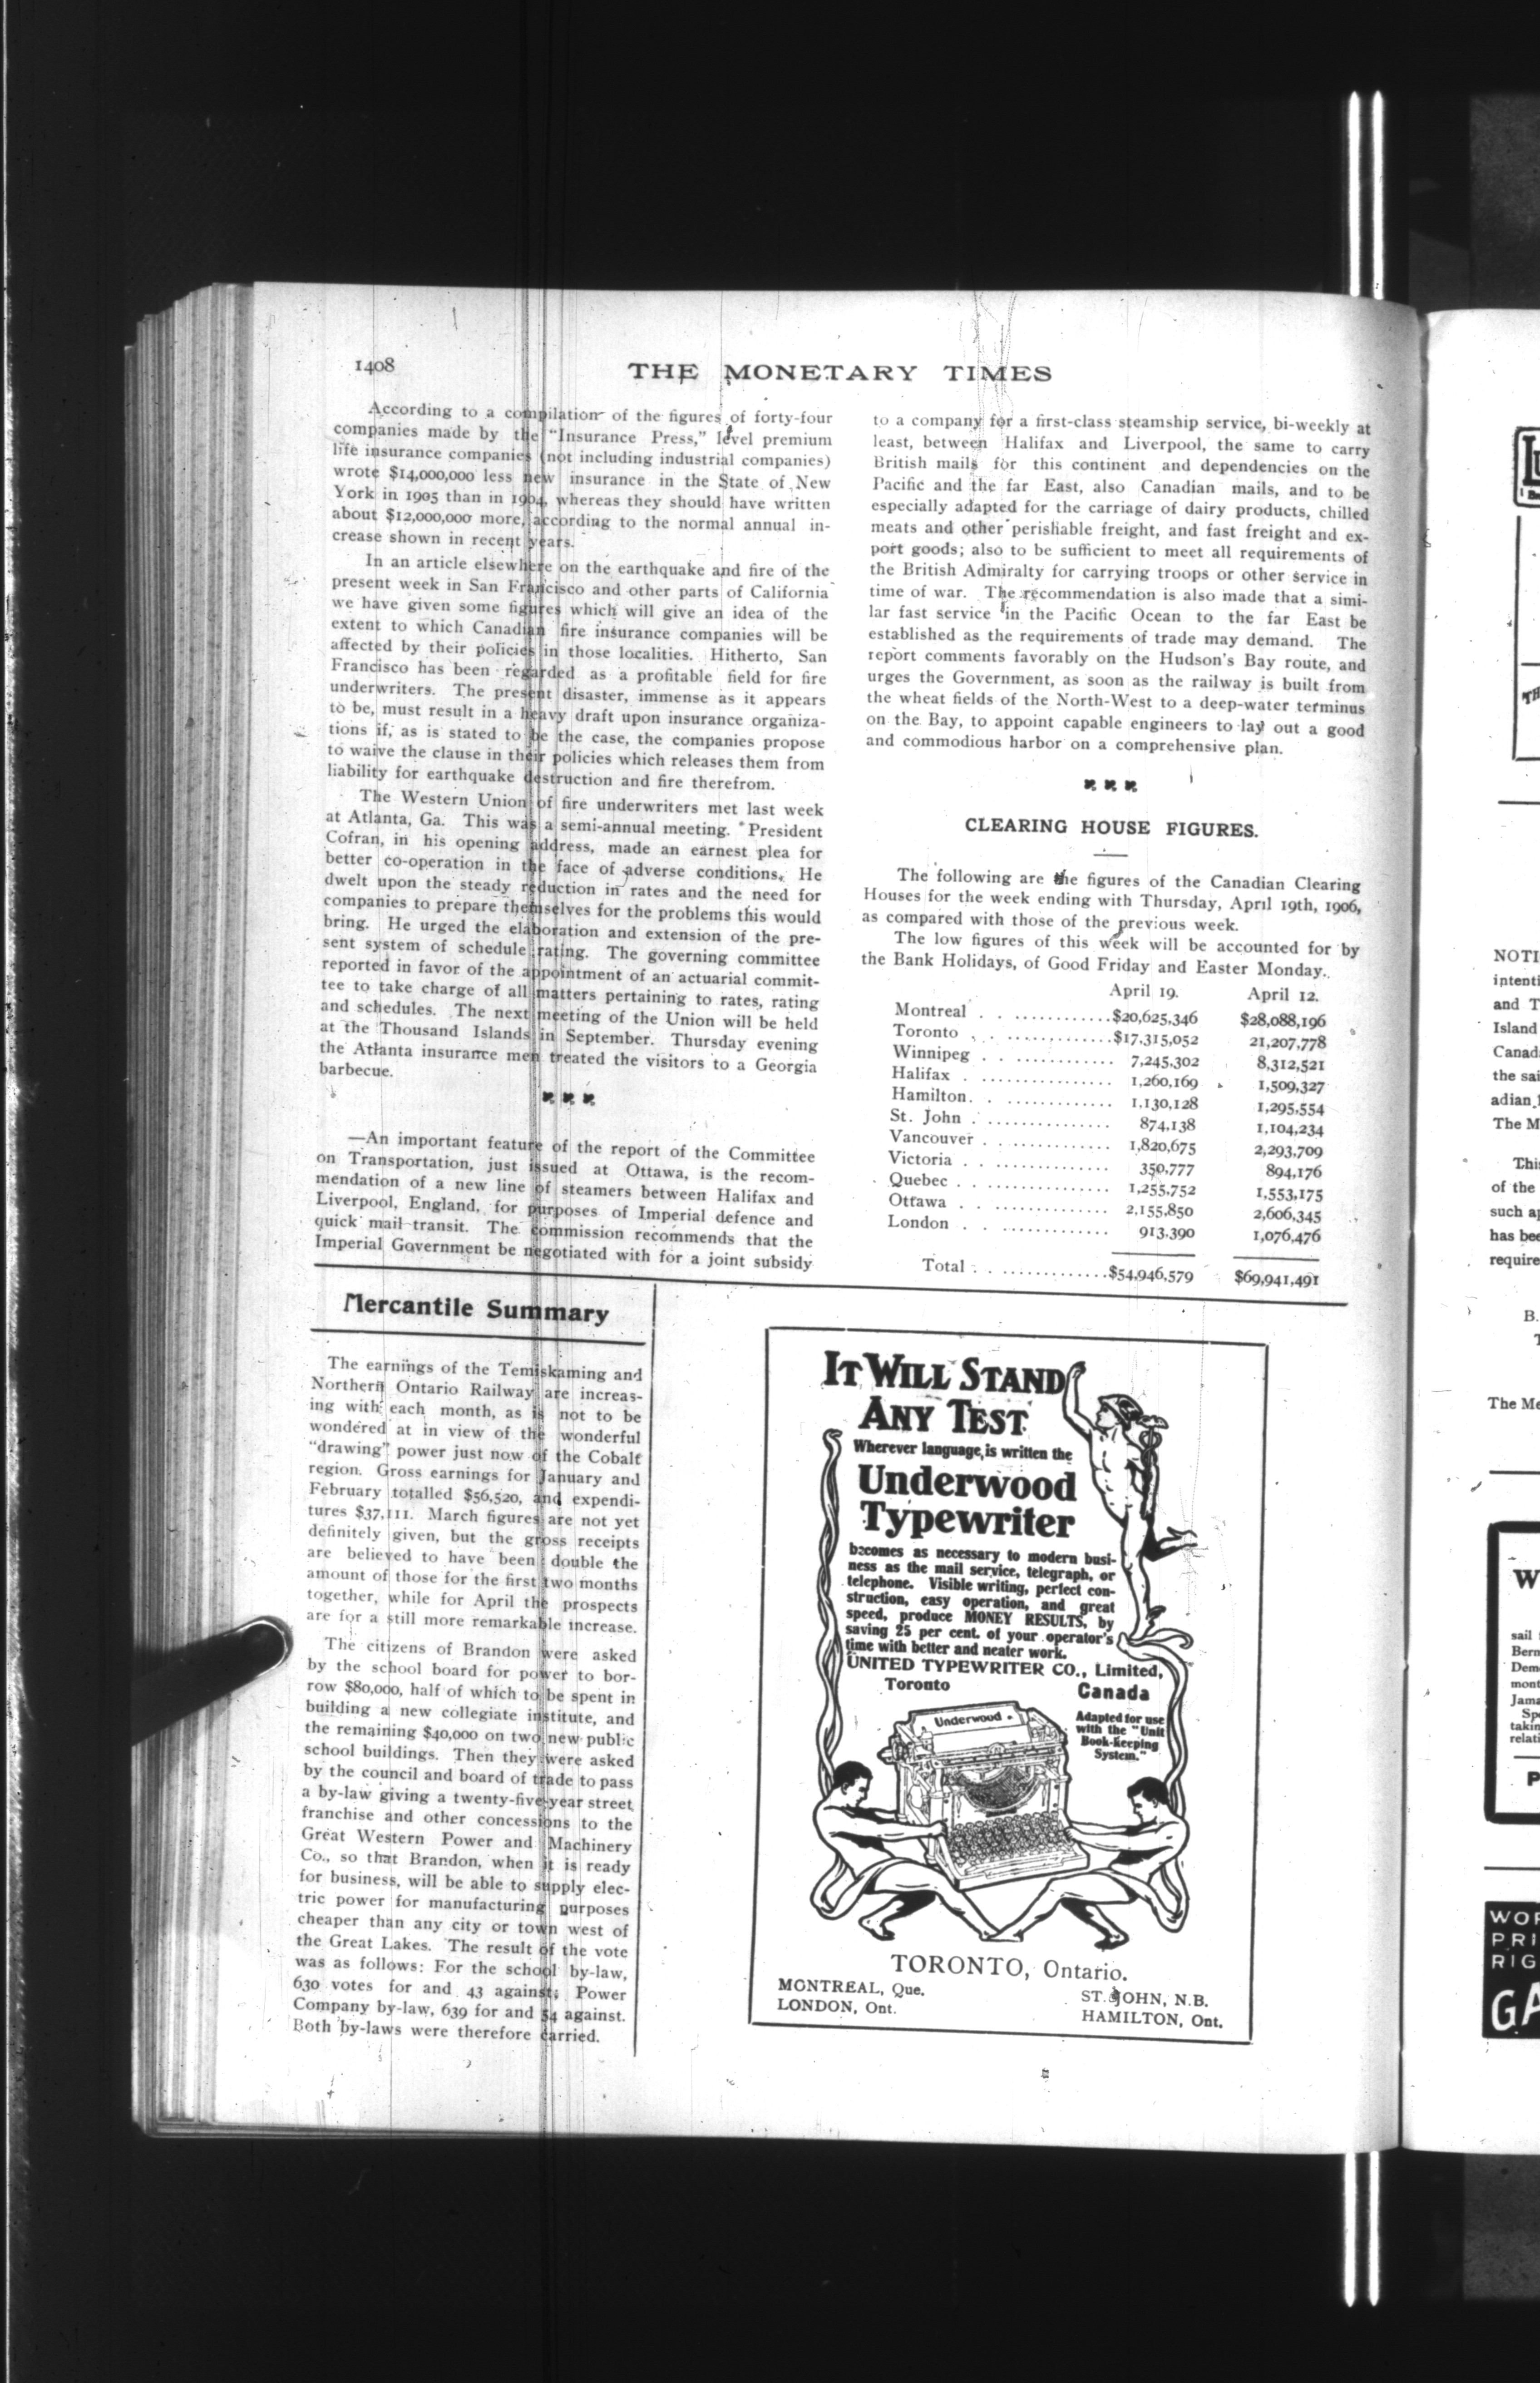 1408
THE MONETARY TIMES
According to a compilation of the figures of forty-four
companies made by the "Insurance Press," level premium
life insurance companies (not including industrial companies)
wrote $14,000,000 less new insurance in the State of New
York in 1905 than in 1904, whereas they should have written
about $12,000,000 more, according to the normal annual in-
crease shown in recent years.
In an article elsewhere on the earthquake and fire of the
present week in San Francisco and other parts of California
we have given some figures which will give an idea of the
extent to which Canadian fire insurance companies will be
affected by their policies in those localities. Hitherto, San
Francisco has been regarded as a profitable field for fire
underwriters. The present disaster, immense as it appears
to be, must result in a heavy draft upon insurance organiza-
tions if, as is stated to be the case, the companies propose
to waive the clause in their policies which releases them from
liability for earthquake destruction and fire therefrom.
The Western Union of fire underwriters met last week
at Atlanta, Ga. This was a semi-annual meeting. President
Cofran, in his opening address, made an earnest plea for
better co-operation in the face of adverse conditions. He
dwelt upon the steady reduction in rates and the need for
companies to prepare themselves for the problems this would
bring. He urged the elaboration and extension of the pre-
sent system of schedule rating. The governing committee
reported in favor of the appointment of an actuarial commit-
tee to take charge of all matters pertaining to rates, rating
and schedules. The next meeting of the Union will be held
at the Thousand Islands in September. Thursday evening
the Atlanta insurance men treated the visitors to a Georgia
barbecue.
—An important feature of the report of the Committee
on Transportation, just issued at Ottawa, is the recom-
mendation of a new line of steamers between Halifax and
Liverpool, England, for purposes of Imperial defence and
quick mail transit. The commission recommends that the
Imperial Government be negotiated with for a joint subsidy
to a company for a first-class steamship service, bi-weekly at
least, between Halifax and Liverpool, the same to carry
British mails for this continent and dependencies on the
Pacific and the far East, also Canadian mails, and to be
especially adapted for the carriage of dairy products, chilled
meats and other perishable freight, and fast freight and ex-
port goods; also to be sufficient to meet all requirements of
the British Admiralty for carrying troops or other service in
time of war. The recommendation is also made that a simi-
lar fast service in the Pacific Ocean to the far East be
established as the requirements of trade may demand. The
report comments favorably on the Hudson's Bay route, and
urges the Government, as soon as the railway is built from
the wheat fields of the North-West to a deep-water terminus
on the Bay, to appoint capable engineers to lay out a good
and commodious harbor on a comprehensive plan.
CLEARING HOUSE FIGURES.
The following are the figures of the Canadian Clearing
Houses for the week ending with Thursday, April 19th, 1906,
as compared with those of the previous week.
The low figures of this week will be accounted for by
the Bank Holidays, of Good Friday and Easter Monday.
April 19. April 12.
Montreal . . ............$20,625,346 $28,088,196
Toronto . . .............$17,315,052 21,207,778
Winnipeg . . ............. 7,245,302 8,312,521
Halifax . ................ 1,260,169 1,509,327
Hamilton. . ............. 1,130,128 1,295,554
St. John . ............... 874,138 1,104,234
Vancouver . . ............ 1,820,675 2,293,709
Victoria . . .............. 350,777 894,176
Quebec . . ............... 1,255,752 1,553,175
Ottawa . . ............... 2,155,850 2,606,345
London . . .............. 913,390 1,076,476
Total . . .............$54,946,579 $69,941,491
Mercantile Summary
The earnings of the Temiskaming and
Northern Ontario Railway are increas-
ing with each month, as is not to be
wondered at in view of the wonderful
"drawing" power just now of the Cobalt
region. Gross earnings for January and
February totalled $56,520, and expendi-
tures $37,111. March figures are not yet
definitely given, but the gross receipts
are believed to have been double the
amount of those for the first two months
together, while for April the prospects
are for a still more remarkable increase.
The citizens of Brandon were asked
by the school board for power to bor-
row $80,000, half of which to be spent in
building a new collegiate institute, and
the remaining $40,000 on two new public
school buildings. Then they were asked
by the council and board of trade to pass
a by-law giving a twenty-five-year street
franchise and other concessions to the
Great Western Power and Machinery
Co., so that Brandon, when it is ready
for business, will be able to supply elec-
tric power for manufacturing purposes
cheaper than any city or town west of
the Great Lakes. The result of the vote
was as follows: For the school by-law,
630 votes for and 43 against; Power
Company by-law, 639 for and 54 against.
Both by-laws were therefore carried.
IT WILL STAND
ANY TEST
Wherever language is written the
Underwood
Typewriter
becomes as necessary to modern busi-
ness as the mail service, telegraph, or
telephone. Visible writing, perfect con-
struction, easy operation, and great
speed, produce MONEY RESULTS, by
saving 25 per cent. of your operator's
time with better and neater work.
UNITED TYPEWRITER CO., Limited,
Toronto Canada
Adapted for use
with the "Unit
Book-Keeping
System."
Underwood
TORONTO, Ontario.
MONTREAL, Que. ST. JOHN, N.B.
LONDON, Ont. HAMILTON, Ont.
NOTI
intenti
and T
Island
Canad
the sai
adian
The M
This
of the
such ap
has bee
require
B.
The Me
W
sail
Bern
Dem
mont
Jama
Sp
takin
relati
P
WOR
PRI
RIG
GA